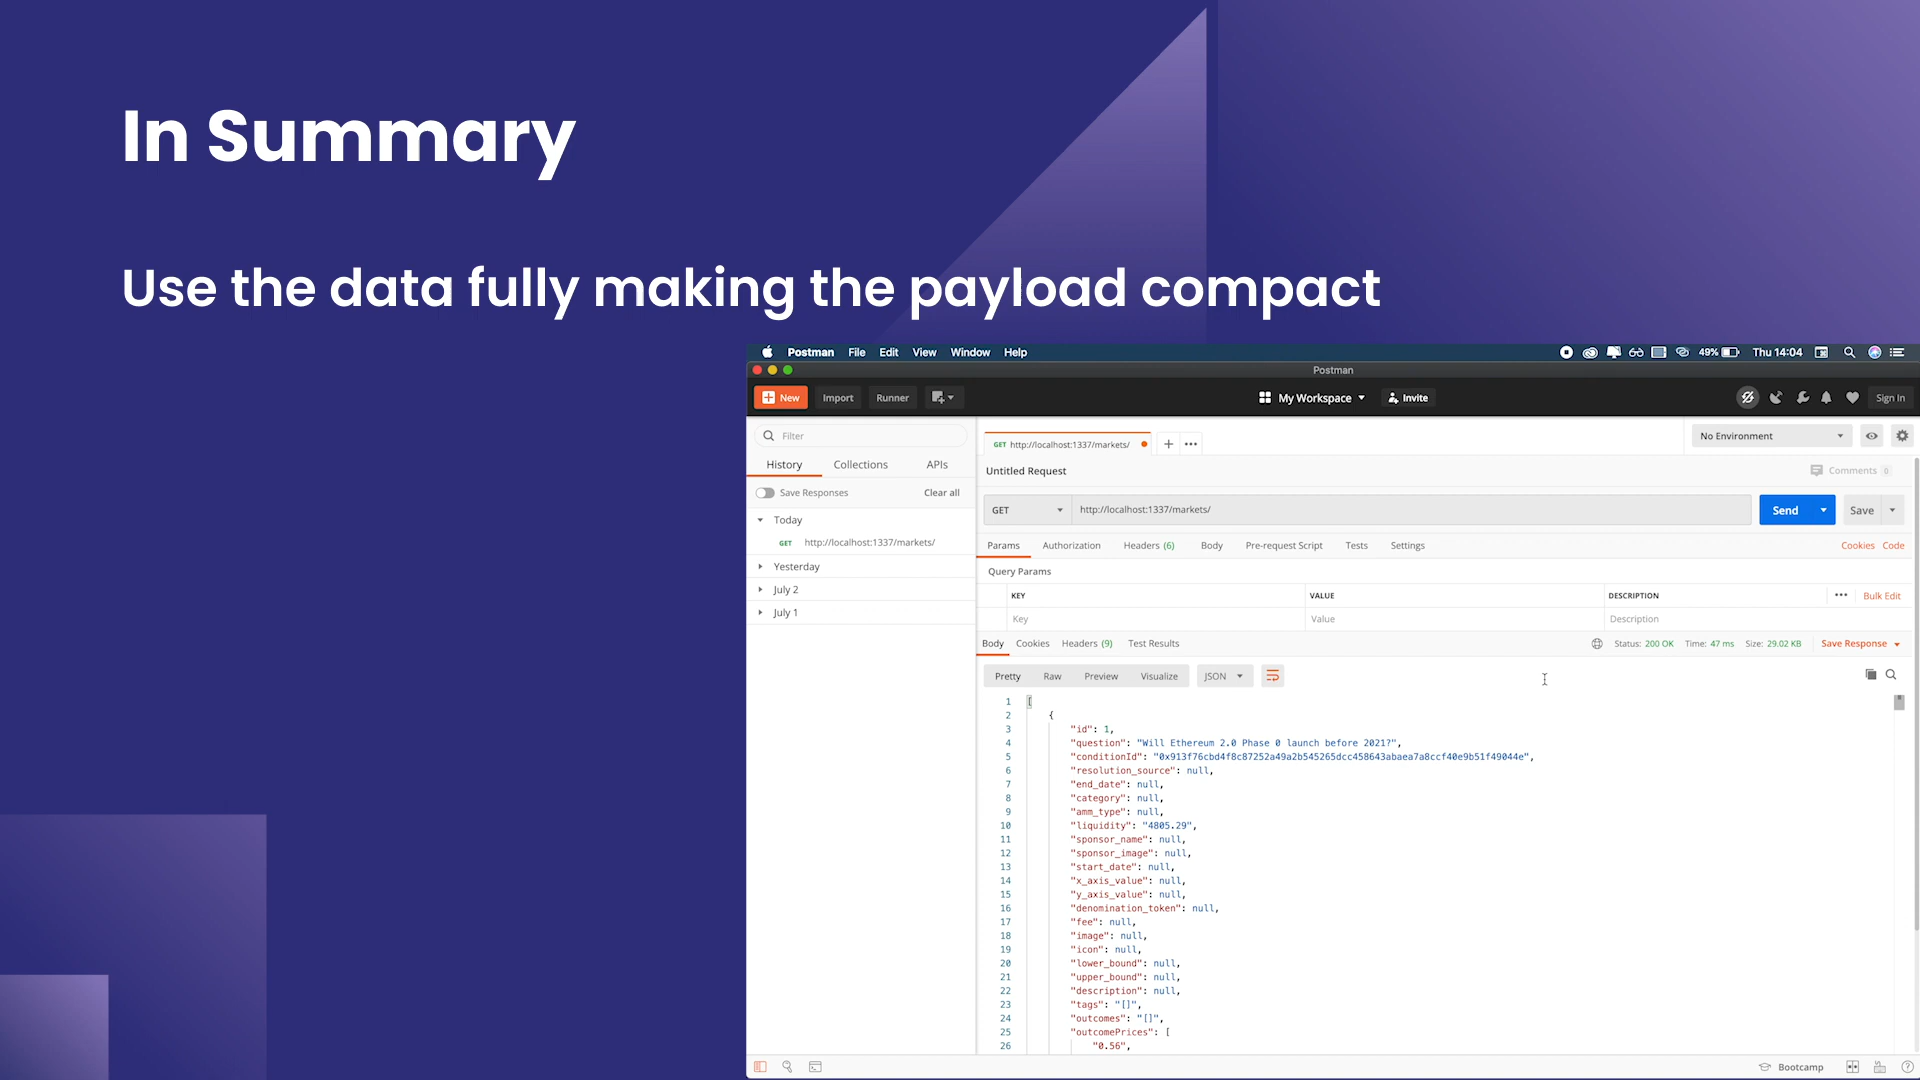 In Summary
Use the data fully making the payload compact
Postman File Edit View Window Help 49% Thu 14:04
Postman
New Import Runner My Workspace Invite Sign In
Filter
GET http://localhost:1337/markets/
No Environment
History Collections APIs
Untitled Request
Comments 0
Save Responses Clear all
GET http://localhost:1337/markets/ Send Save
Today
GET http://localhost:1337/markets/
Yesterday
July 2
July 1
Params Authorization Headers (6) Body Pre-request Script Tests Settings Cookies Code
Query Params
KEY VALUE DESCRIPTION Bulk Edit
Key Value Description
Body Cookies Headers (9) Test Results Status: 200 OK Time: 47 ms Size: 29.02 KB Save Response
Pretty Raw Preview Visualize JSON
1 [
2 {
3 "id": 1,
4 "question": "Will Ethereum 2.0 Phase 0 launch before 2021?",
5 "conditionId": "0x913f76cbd4f8c87252a49a2b545265dcc458643abaea7a8ccf40e9b51f49044e",
6 "resolution_source": null,
7 "end_date": null,
8 "category": null,
9 "amm_type": null,
10 "liquidity": "4805.29",
11 "sponsor_name": null,
12 "sponsor_image": null,
13 "start_date": null,
14 "x_axis_value": null,
15 "y_axis_value": null,
16 "denomination_token": null,
17 "fee": null,
18 "image": null,
19 "icon": null,
20 "lower_bound": null,
21 "upper_bound": null,
22 "description": null,
23 "tags": "[]",
24 "outcomes": "[]",
25 "outcomePrices": [
26 "0.56",
Bootcamp